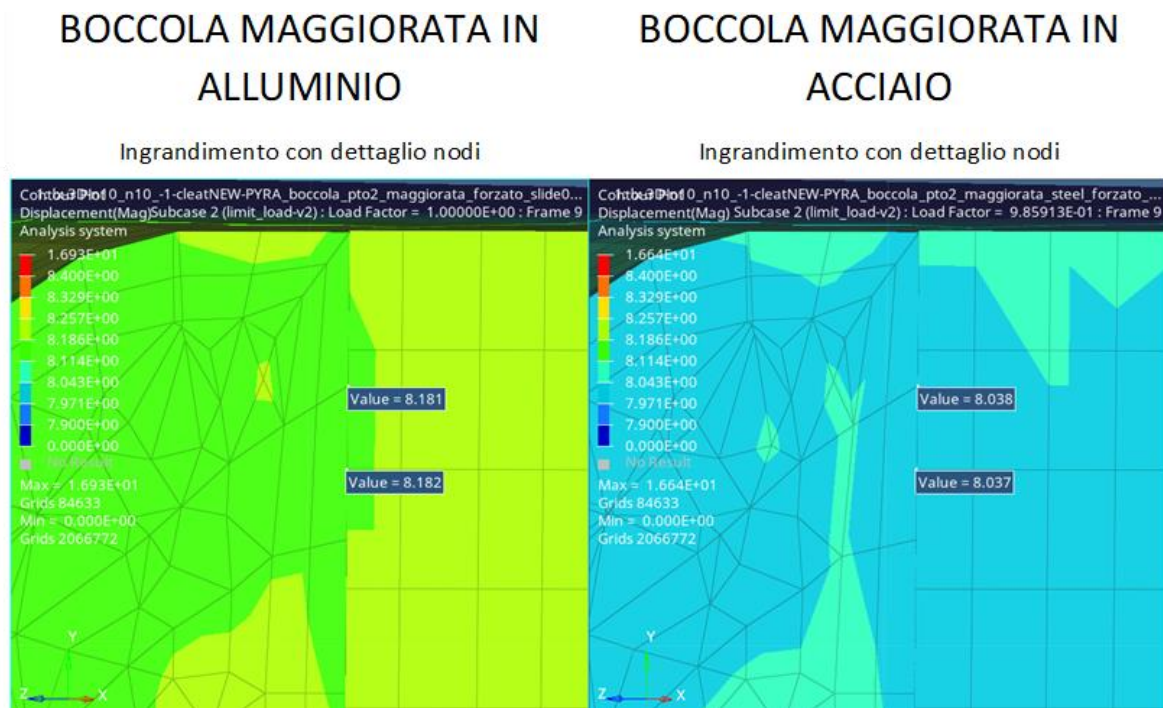 BOCCOLA MAGGIORATA IN
ALLUMINIO
Ingrandimento con dettaglio nodi
Displacement(Mag)Subcase 2 (limit_load-v2) : Load Factor = 1.00000E+00 : Frame 9
Analysis system
1.693E+01
8.400E+00
8.329E+00
8.257E+00
8.186E+00
8.114E+00
8.043E+00
7.971E+00
7.900E+00
0.000E+00
No Result
Max = 1.693E+01
Grids 84633
Min = 0.000E+00
Grids 2066772
Value = 8.181
Value = 8.182
Y
Z X
BOCCOLA MAGGIORATA IN
ACCIAIO
Ingrandimento con dettaglio nodi
Displacement(Mag) Subcase 2 (limit_load-v2) : Load Factor = 9.85913E-01 : Frame 9
Analysis system
1.664E+01
8.400E+00
8.329E+00
8.257E+00
8.186E+00
8.114E+00
8.043E+00
7.971E+00
7.900E+00
0.000E+00
No Result
Max = 1.664E+01
Grids 84633
Min = 0.000E+00
Grids 2066772
Value = 8.038
Value = 8.037
Y
Z X